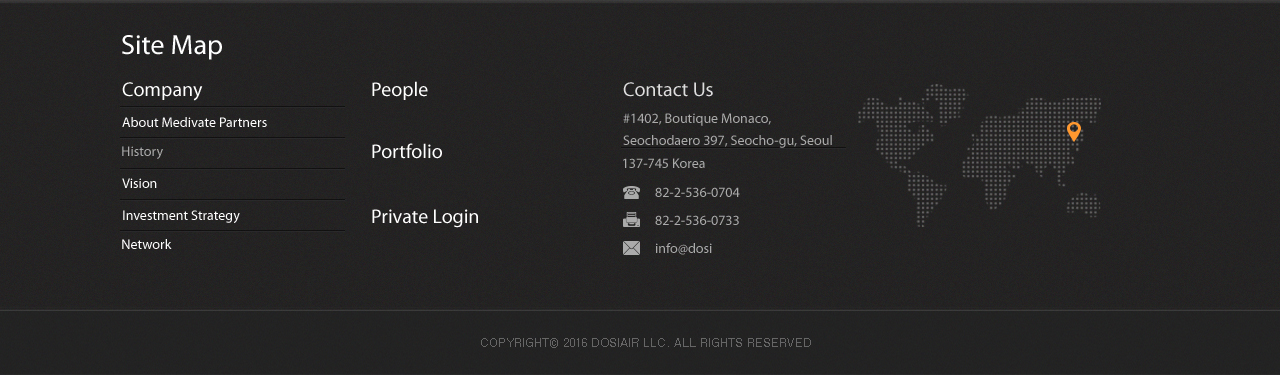 Site Map
Company
About Medivate Partners
History
Vision
Investment Strategy
Network
People
Portfolio
Private Login
Contact Us
#1402, Boutique Monaco,
Seochodaero 397, Seocho-gu, Seoul
137-745 Korea
82-2-536-0704
82-2-536-0733
info@dosi
COPYRIGHT© 2016 DOSIAIR LLC. ALL RIGHTS RESERVED